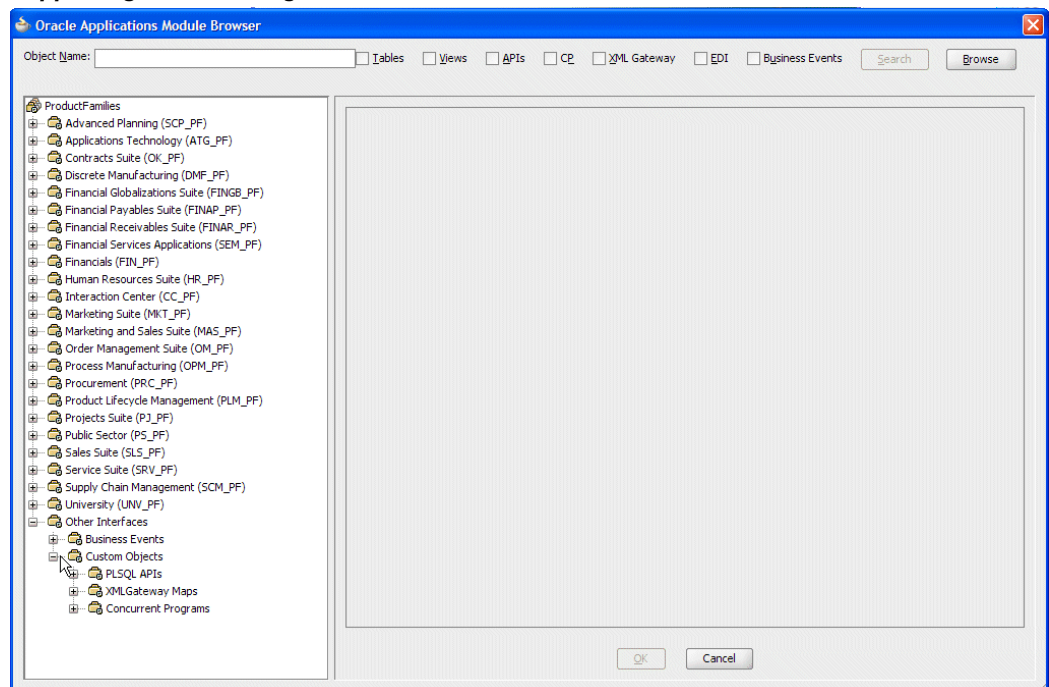 Oracle Applications Module Browser
Object Name: Tables Views APIs CP XML Gateway EDI Business Events Search Browse
ProductFamilies
Advanced Planning (SCP_PF)
Applications Technology (ATG_PF)
Contracts Suite (OK_PF)
Discrete Manufacturing (DMF_PF)
Financial Globalizations Suite (FINGB_PF)
Financial Payables Suite (FINAP_PF)
Financial Receivables Suite (FINAR_PF)
Financial Services Applications (SEM_PF)
Financials (FIN_PF)
Human Resources Suite (HR_PF)
Interaction Center (CC_PF)
Marketing Suite (MKT_PF)
Marketing and Sales Suite (MAS_PF)
Order Management Suite (OM_PF)
Process Manufacturing (OPM_PF)
Procurement (PRC_PF)
Product Lifecycle Management (PLM_PF)
Projects Suite (PJ_PF)
Public Sector (PS_PF)
Sales Suite (SLS_PF)
Service Suite (SRV_PF)
Supply Chain Management (SCM_PF)
University (UNV_PF)
Other Interfaces
Business Events
Custom Objects
PLSQL APIs
XMLGateway Maps
Concurrent Programs
OK Cancel